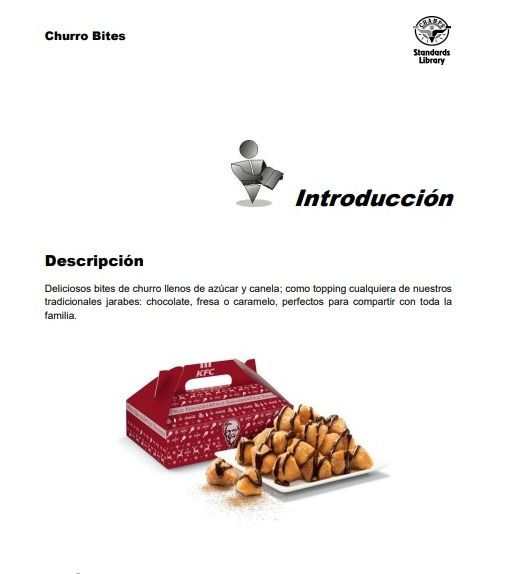 Churro Bites
CHAMPS
Standards
Library
Introducción
Descripción
Deliciosos bites de churro llenos de azúcar y canela; como topping cualquiera de nuestros
tradicionales jarabes: chocolate, fresa o caramelo, perfectos para compartir con toda la
familia.
KFC